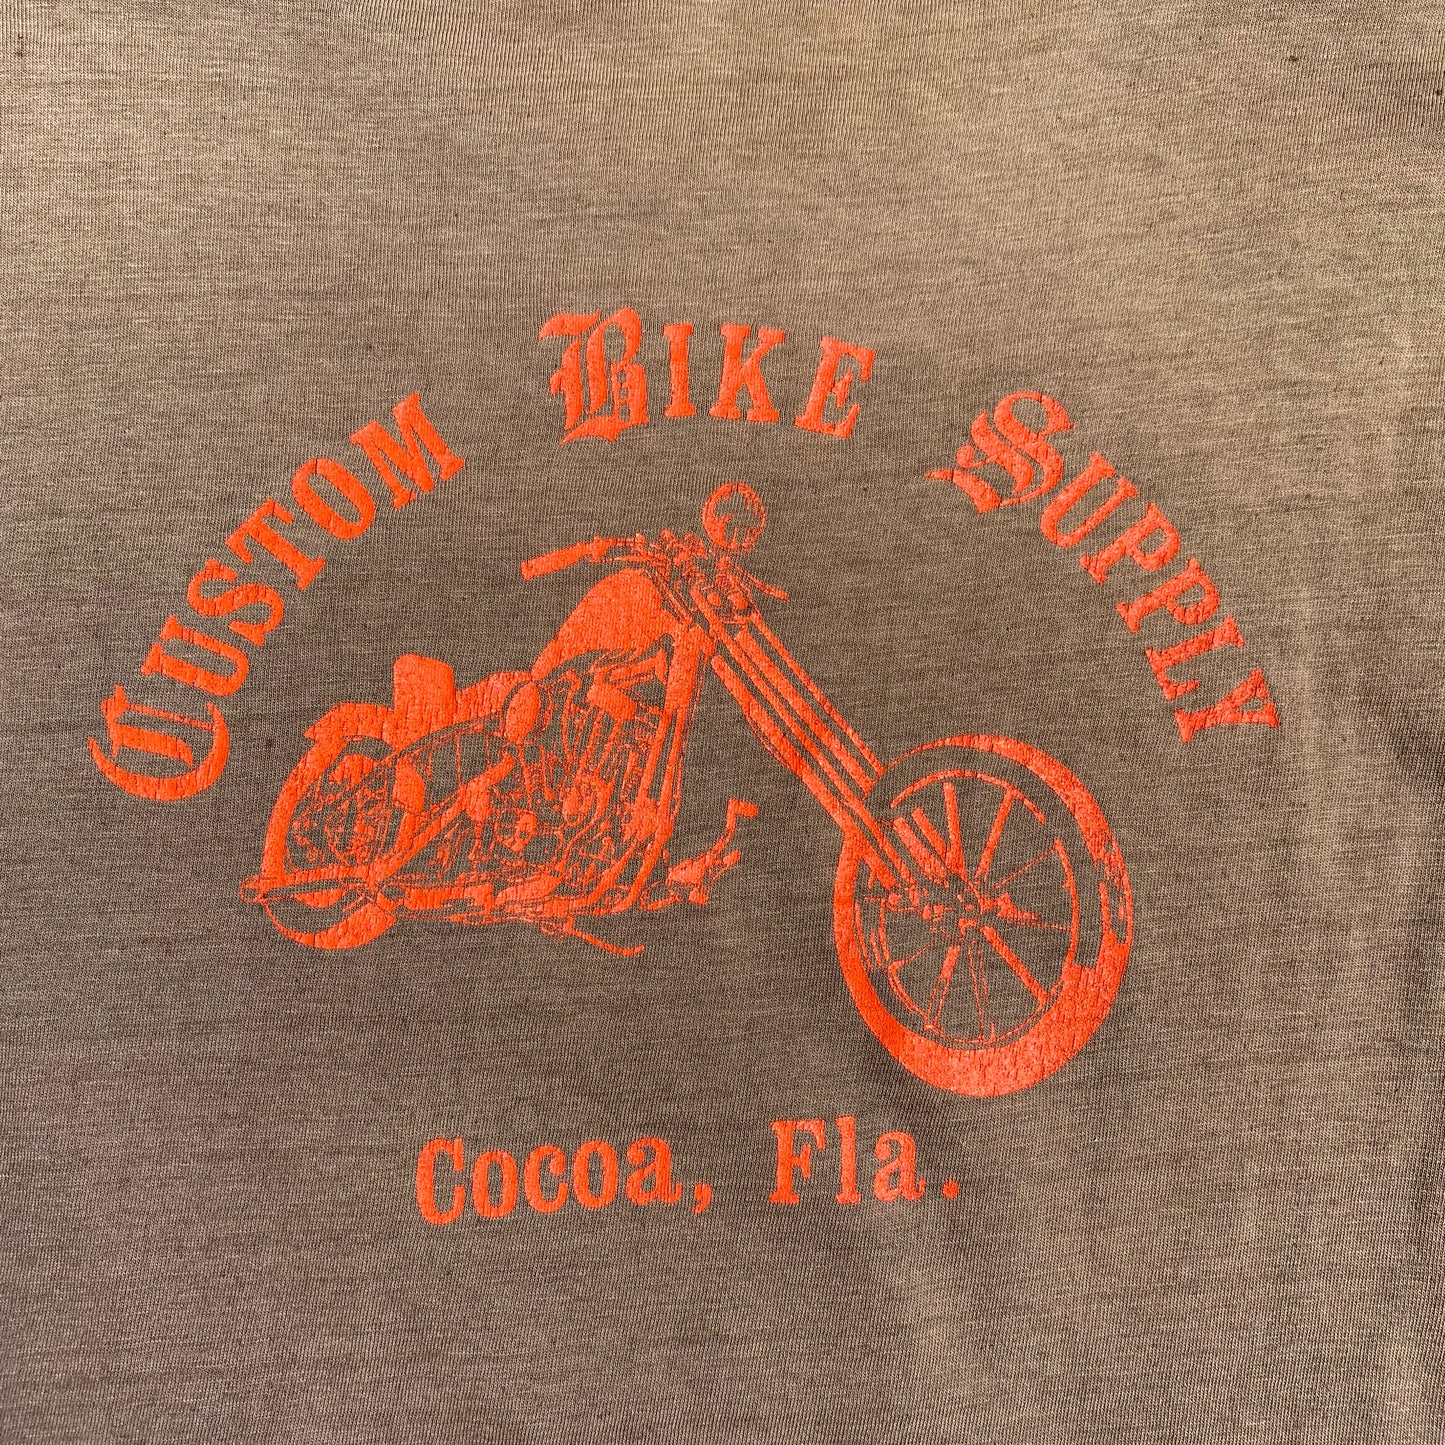 Custom Bike Supply
Cocoa, Fla.